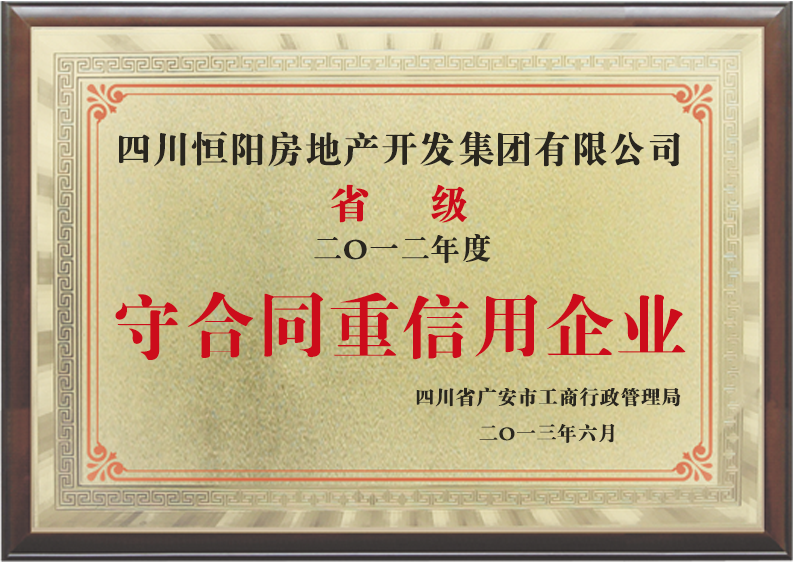 四川恒阳房地产开发集团有限公司
省 级
二〇一二年度
守合同重信用企业
四川省广安市工商行政管理局
二〇一三年六月